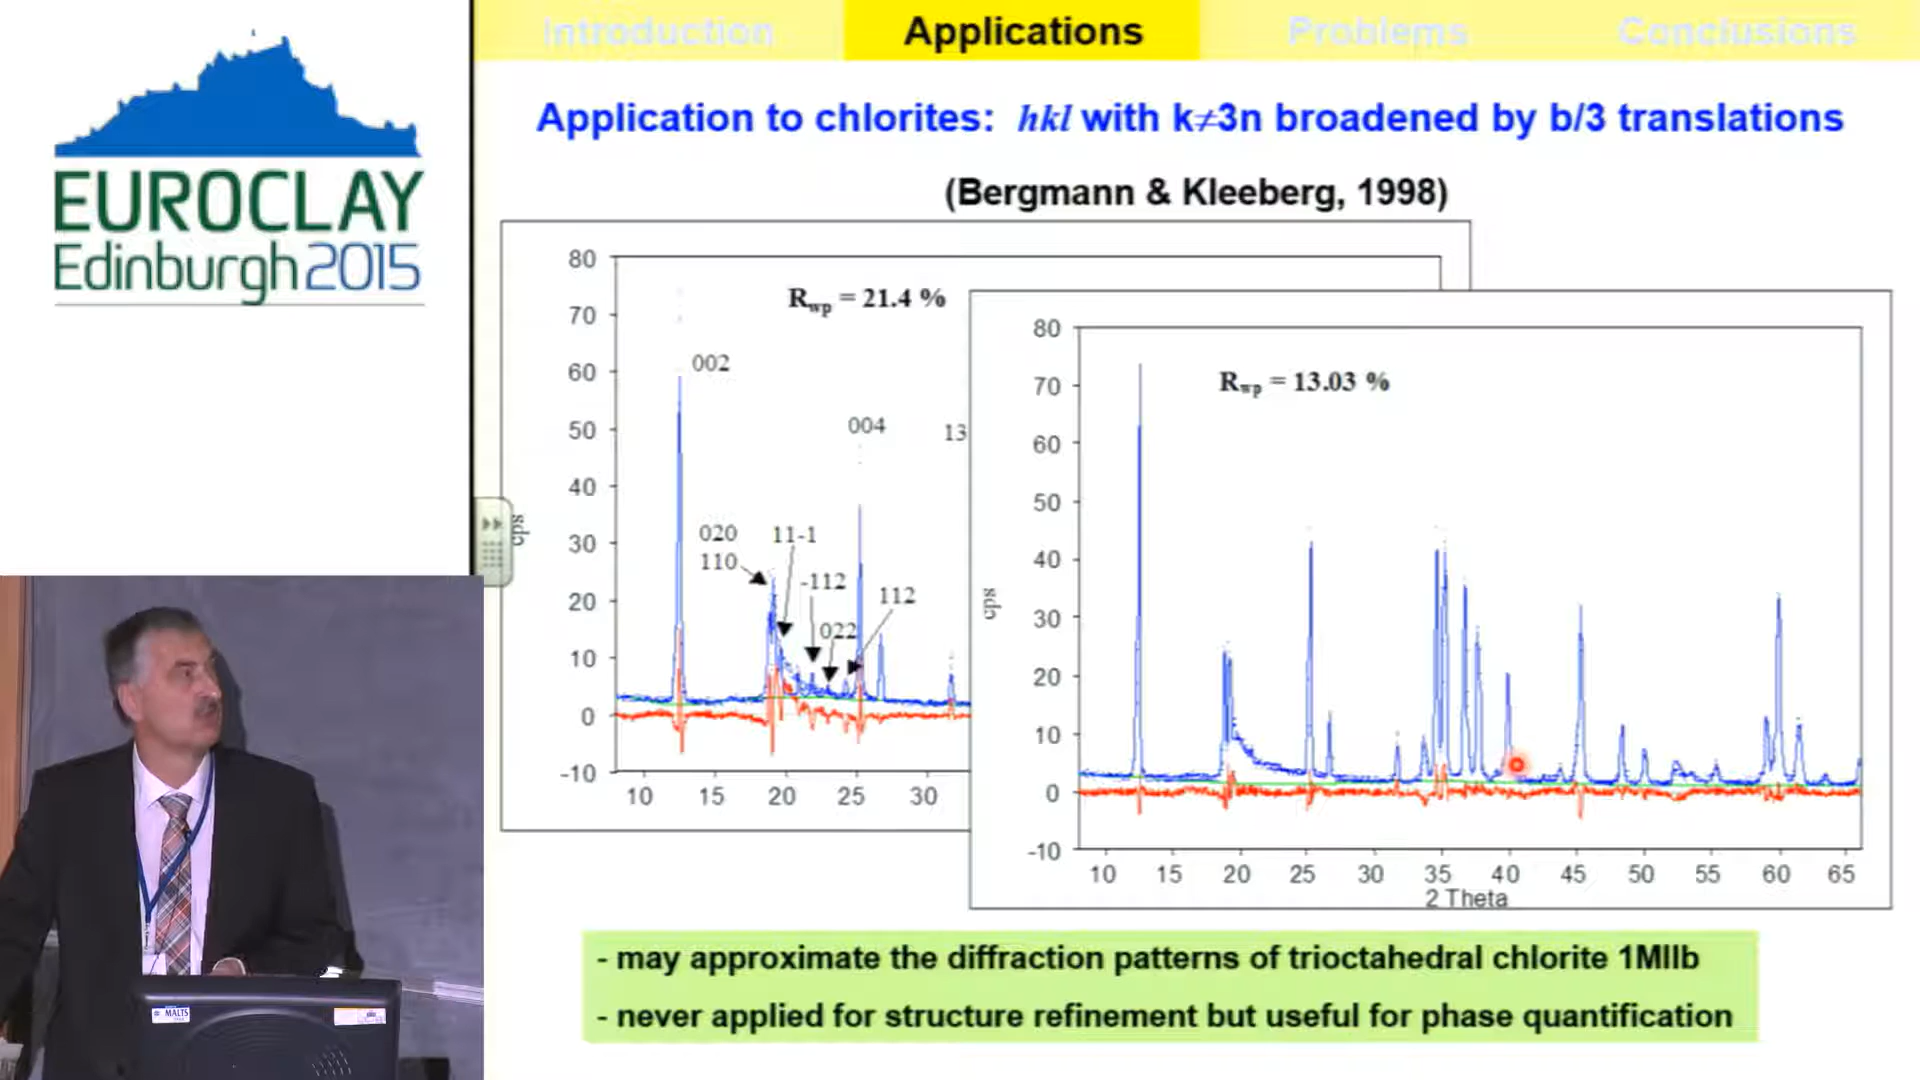 EUROCLAY
Edinburgh 2015
Introduction
Applications
Problems
Conclusions
Application to chlorites: hkl with k≠3n broadened by b/3 translations
(Bergmann & Kleeberg, 1998)
80
70
60
50
40
30
20
10
0
-10
cps
Rwp = 21.4 %
002
004
13
020
110
11-1
-112
022
112
10 15 20 25 30
80
70
60
50
40
30
20
10
0
-10
cps
Rwp = 13.03 %
10 15 20 25 30 35 40 45 50 55 60 65
2 Theta
- may approximate the diffraction patterns of trioctahedral chlorite 1MIIb
- never applied for structure refinement but useful for phase quantification
MALTS